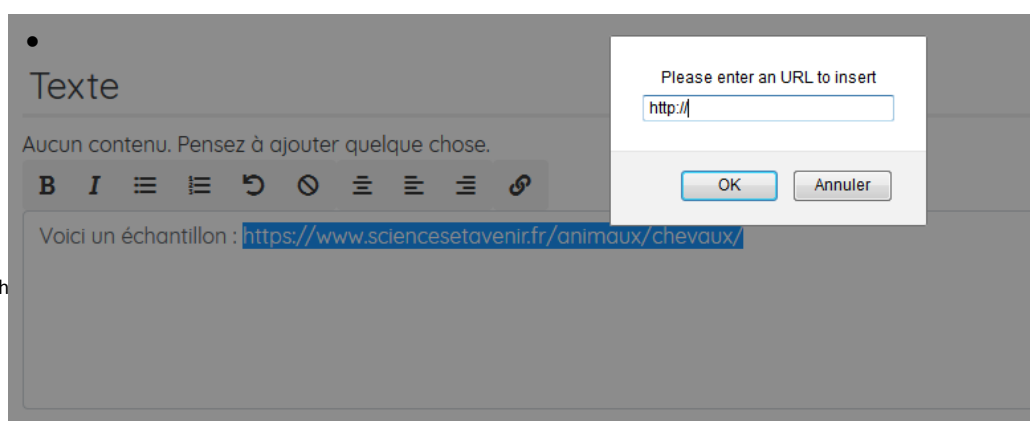 Texte
Please enter an URL to insert
http://
OK Annuler
Aucun contenu. Pensez à ajouter quelque chose.
B I
Voici un échantillon : https://www.sciencesetavenir.fr/animaux/chevaux/
h